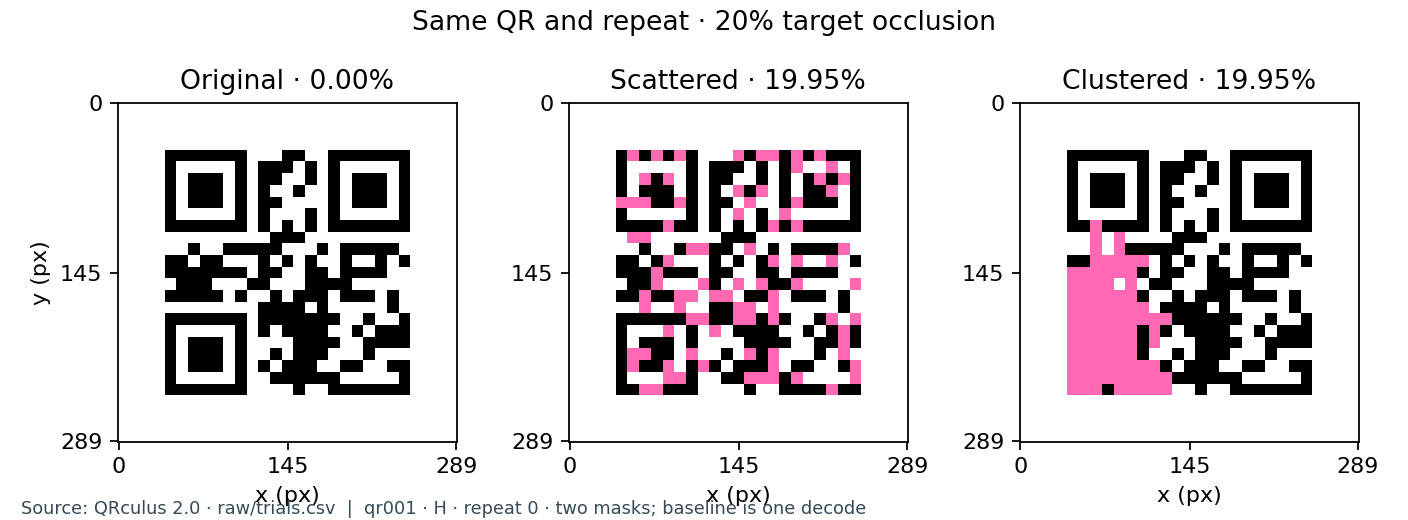 Same QR and repeat · 20% target occlusion
Original · 0.00%
Scattered · 19.95%
Clustered · 19.95%
0
0
0
y (px)
145
145
145
289
289
289
0 145 289
0 145 289
0 145 289
x (px)
x (px)
x (px)
Source: QRculus 2.0 · raw/trials.csv | qr001 · H · repeat 0 · two masks; baseline is one decode